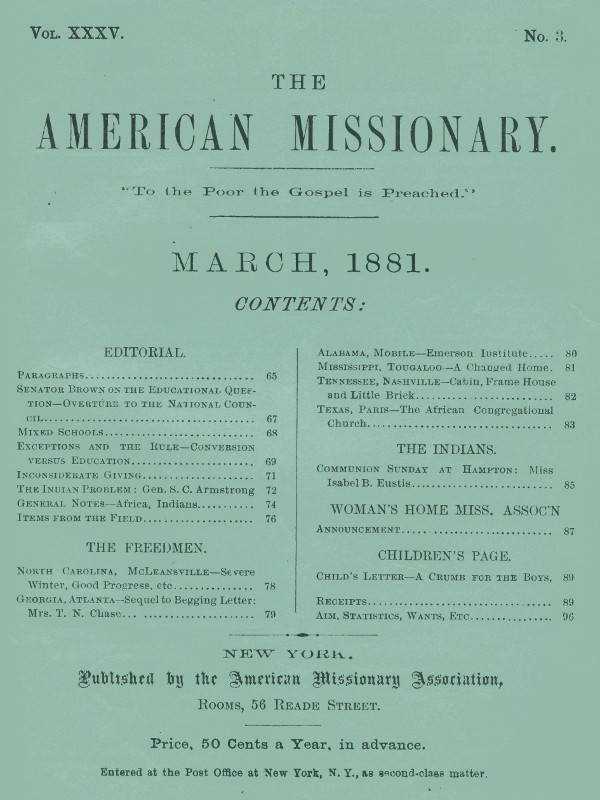 VOL. XXXV.
No. 3.
THE
AMERICAN MISSIONARY.
"To the Poor the Gospel is Preached."
MARCH, 1881.
CONTENTS:
EDITORIAL.
PARAGRAPHS............................ 65
SENATOR BROWN ON THE EDUCATIONAL QUES-
TION—OVERTURE TO THE NATIONAL COUN-
CIL................................... 67
MIXED SCHOOLS......................... 68
EXCEPTIONS AND THE RULE—CONVERSION
VERSUS EDUCATION...................... 69
INCONSIDERATE GIVING.................. 71
THE INDIAN PROBLEM: Gen. S. C. Armstrong 72
GENERAL NOTES—Africa, Indians......... 74
ITEMS FROM THE FIELD.................. 76
THE FREEDMEN.
NORTH CAROLINA, MCLEANSVILLE—Severe
Winter, Good Progress, etc............ 78
GEORGIA, ATLANTA—Sequel to Begging Letter:
Mrs. T. N. Chase... .................. 79
ALABAMA, MOBILE—Emerson Institute..... 80
MISSISSIPPI, TOUGALOO—A Changed Home. 81
TENNESSEE, NASHVILLE—Cabin, Frame House
and Little Brick...................... 82
TEXAS, PARIS—The African Congregational
Church................................ 83
THE INDIANS.
COMMUNION SUNDAY AT HAMPTON: Miss
Isabel B. Eustis...................... 85
WOMAN'S HOME MISS. ASSOC'N
ANNOUNCEMENT.......................... 87
CHILDREN'S PAGE.
CHILD'S LETTER—A CRUMB FOR THE BOYS, 89
RECEIPTS.............................. 89
AIM, STATISTICS, WANTS, ETC........... 96
NEW YORK.
Published by the American Missionary Association,
ROOMS, 56 READE STREET.
Price, 50 Cents a Year, in advance.
Entered at the Post Office at New York, N. Y., as second-class matter.